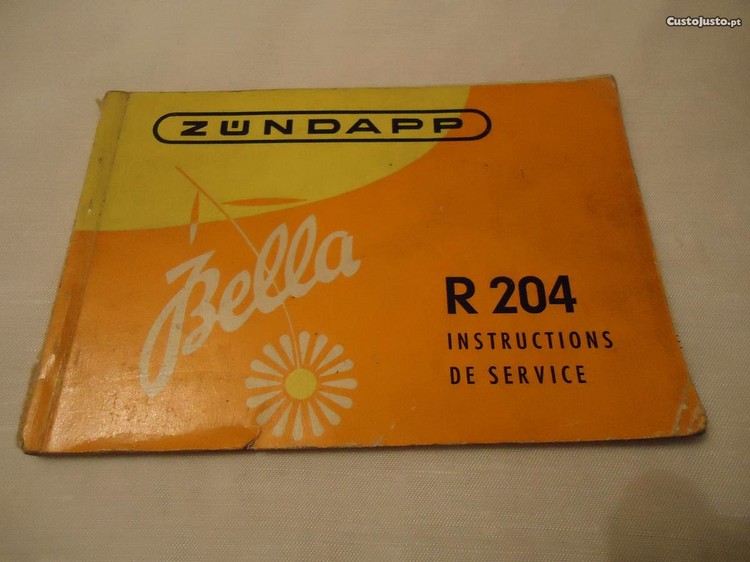 CustoJusto.pt
ZÜNDAPP
Bella
R 204
INSTRUCTIONS
DE SERVICE